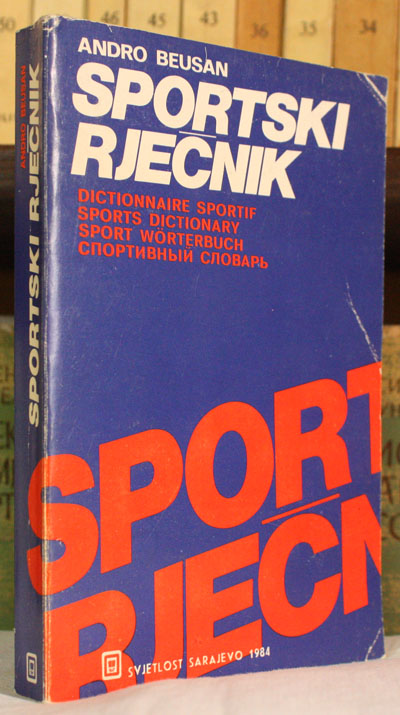 ANDRO BEUSAN
SPORTSKI
RJEČNIK
DICTIONNAIRE SPORTIF
SPORTS DICTIONARY
SPORT WÖRTERBUCH
СПОРТИВНЫЙ СЛОВАРЬ
SPORT
RJEČN
SVJETLOST SARAJEVO 1984
ANDRO BEUSAN
SPORTSKI RJEČNIK
45
46
35
36
34